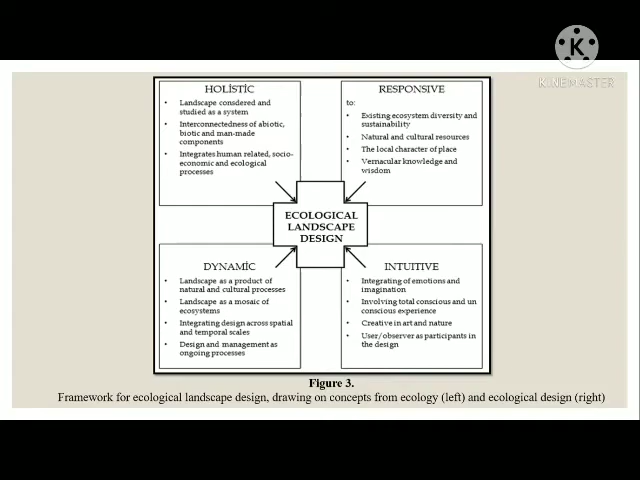 K
KINEMASTER
HOLİSTİC
• Landscape consdered and
studied as a system
• Interconnectedness of abiotic,
biotic and man-made
components
• Integrates human related, socio-
economic and ecological
processes
RESPONSIVE
to:
• Existing ecosystem diversity and
sustainability
• Natural and cultural resources
• The local character of place
• Vernacular knowledge and
wisdom
ECOLOGICAL
LANDSCAPE
DESIGN
DYNAMİC
• Landscape as a product of
natural and cultural processes
• Landscape as a mosaic of
ecosystems
• Integrating design across spatial
and temporal scales
• Design and management as
ongoing processes
INTUITIVE
• Integrating of emotions and
imagination
• Involving total conscious and un
conscious experience
• Creative in art and nature
• User/observer as participants in
the design
Figure 3.
Framework for ecological landscape design, drawing on concepts from ecology (left) and ecological design (right)